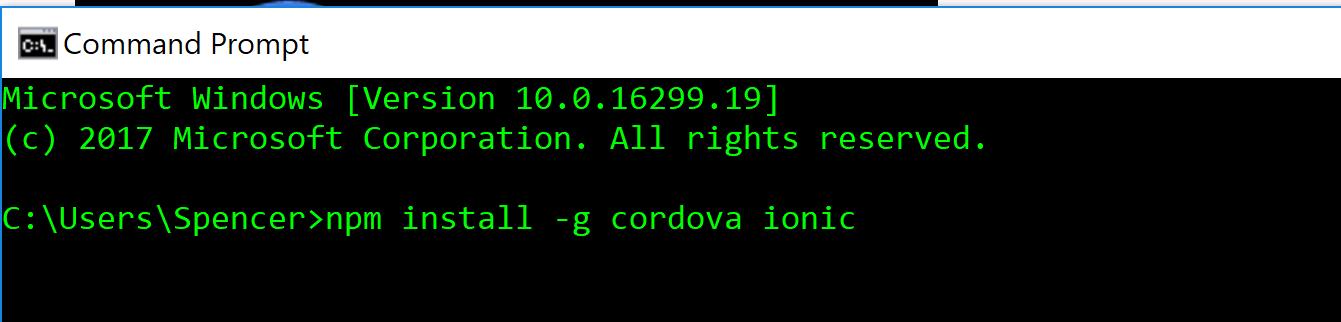 C:\.
Command Prompt
Microsoft Windows [Version 10.0.16299.19]
(c) 2017 Microsoft Corporation. All rights reserved.
C:\Users\Spencer>npm install -g cordova ionic